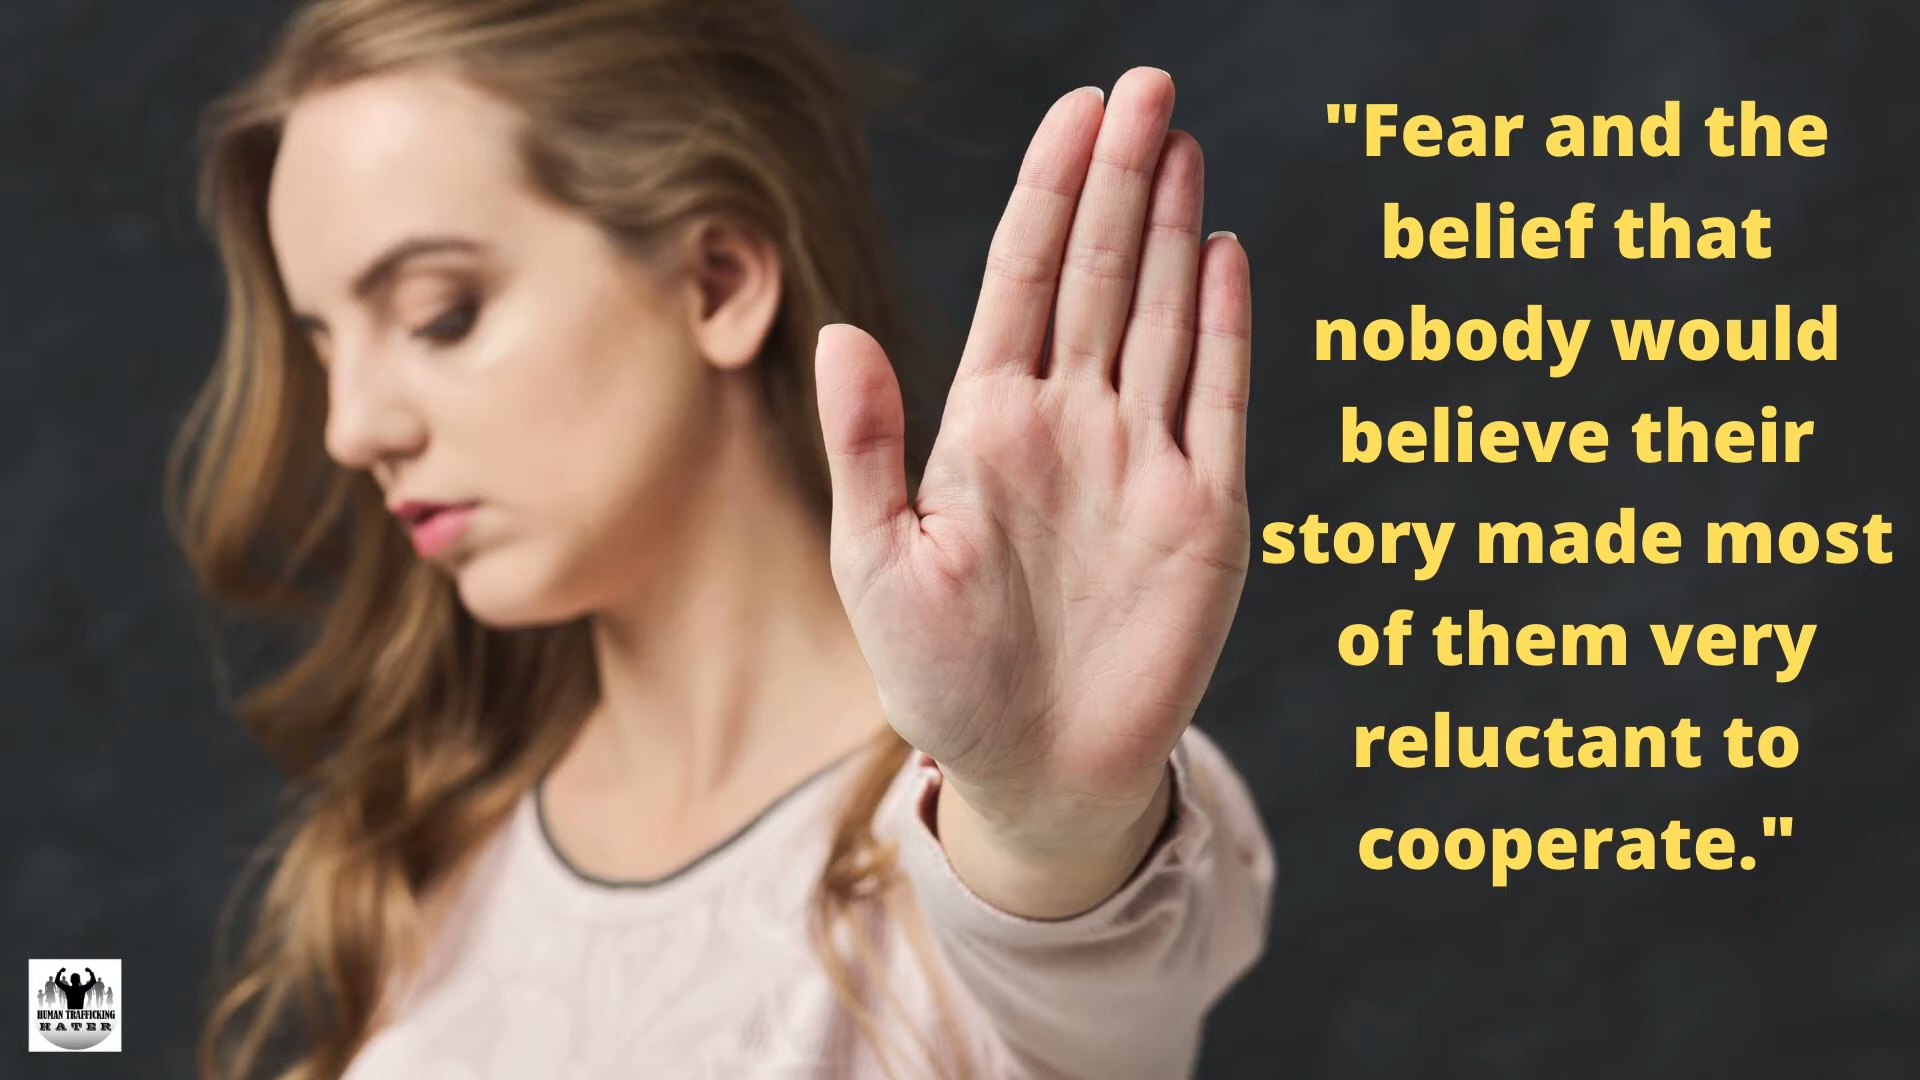 "Fear and the
belief that
nobody would
believe their
story made most
of them very
reluctant to
cooperate."
HUMAN TRAFFICKING
HATER